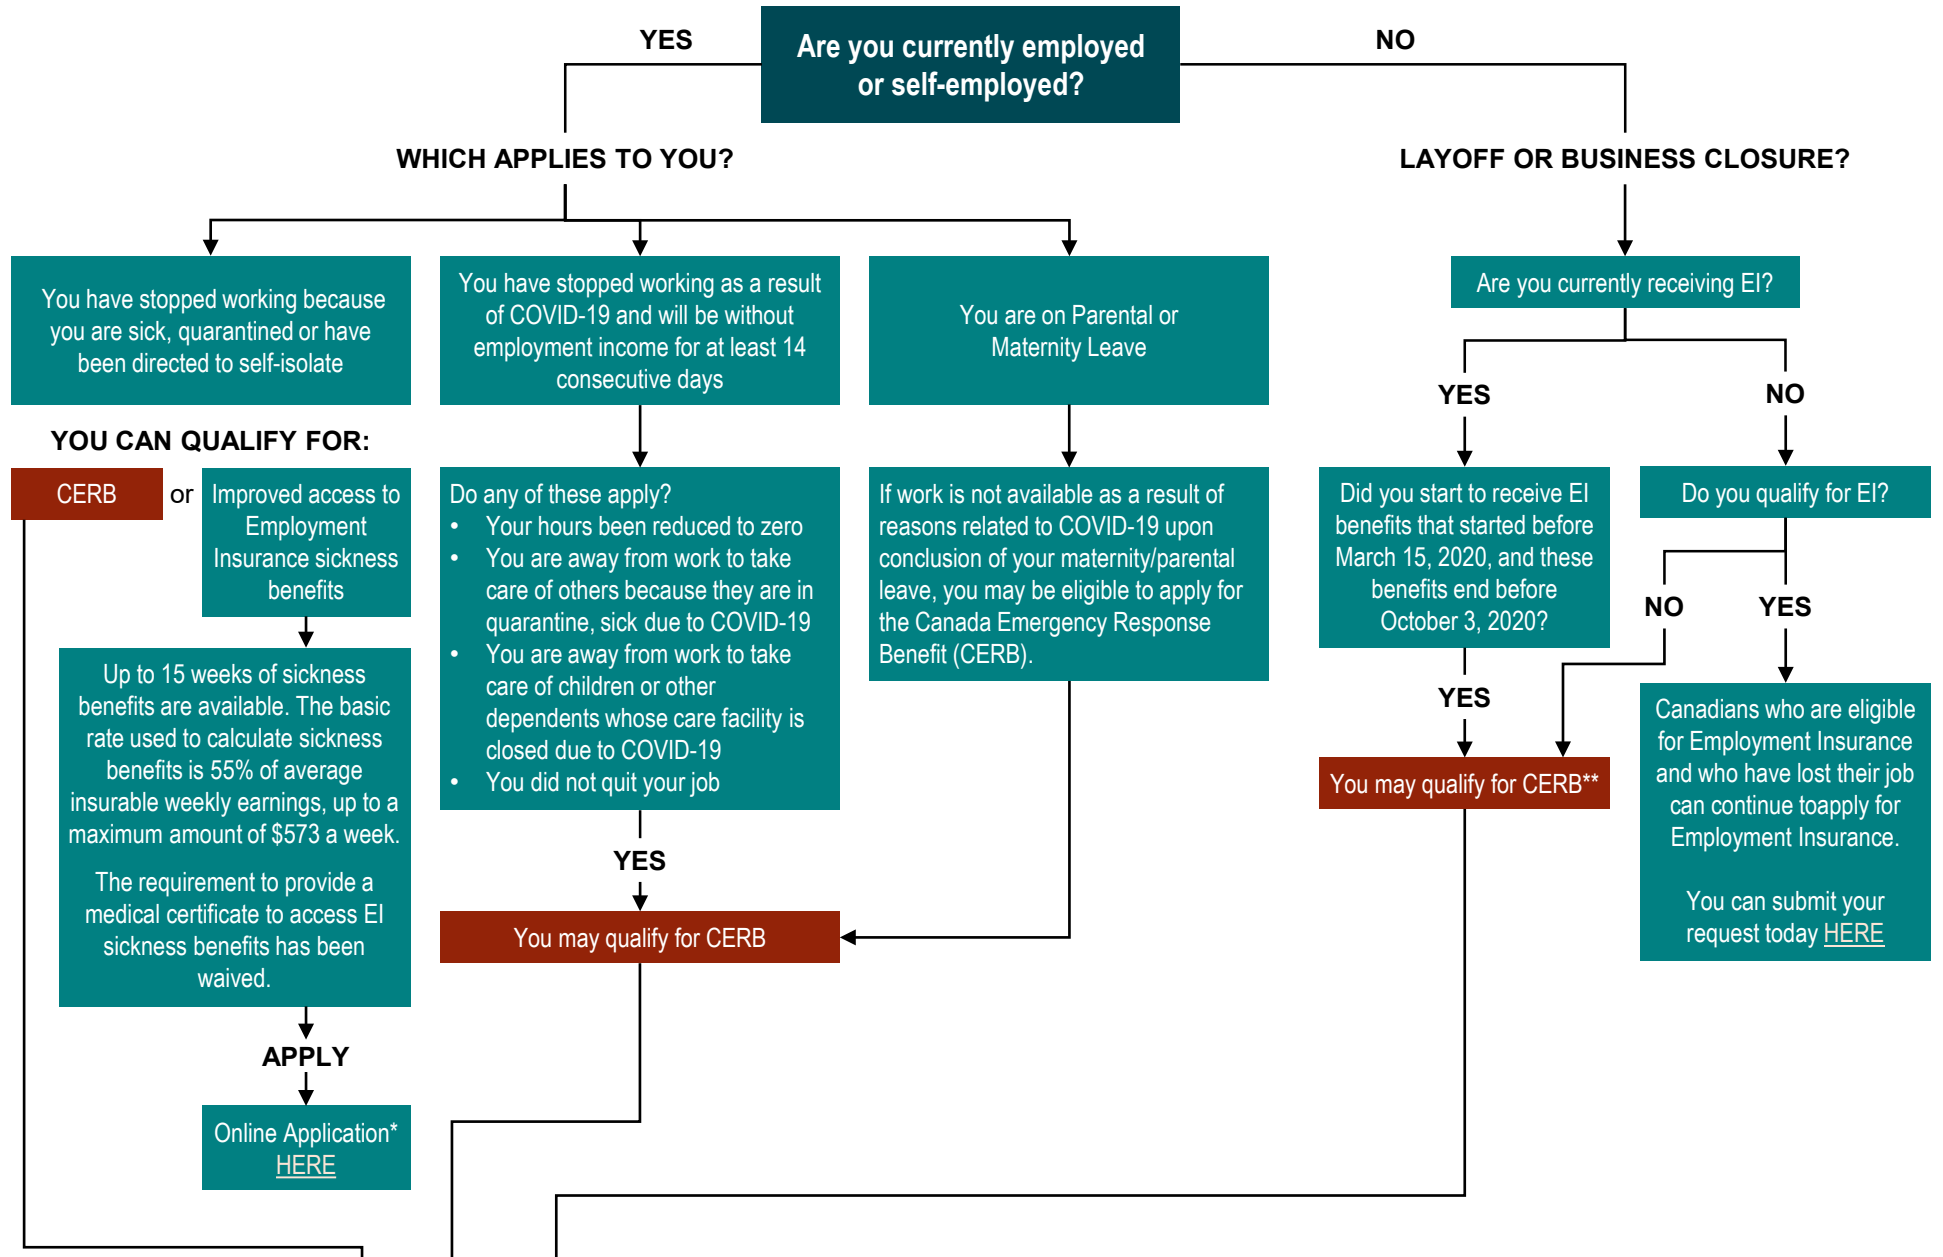 Are you currently employed
or self-employed?
YES
NO
WHICH APPLIES TO YOU?
LAYOFF OR BUSINESS CLOSURE?
You have stopped working because
you are sick, quarantined or have
been directed to self-isolate
YOU CAN QUALIFY FOR:
CERB
or
Improved access to
Employment
Insurance sickness
benefits
Up to 15 weeks of sickness
benefits are available. The basic
rate used to calculate sickness
benefits is 55% of average
insurable weekly earnings, up to a
maximum amount of $573 a week.
The requirement to provide a
medical certificate to access EI
sickness benefits has been
waived.
APPLY
Online Application*
HERE
You have stopped working as a result
of COVID-19 and will be without
employment income for at least 14
consecutive days
Do any of these apply?
• Your hours been reduced to zero
• You are away from work to take
care of others because they are in
quarantine, sick due to COVID-19
• You are away from work to take
care of children or other
dependents whose care facility is
closed due to COVID-19
• You did not quit your job
YES
You may qualify for CERB
You are on Parental or
Maternity Leave
If work is not available as a result of
reasons related to COVID-19 upon
conclusion of your maternity/parental
leave, you may be eligible to apply for
the Canada Emergency Response
Benefit (CERB).
Are you currently receiving EI?
YES
NO
Did you start to receive EI
benefits that started before
March 15, 2020, and these
benefits end before
October 3, 2020?
YES
You may qualify for CERB**
Do you qualify for EI?
NO
YES
Canadians who are eligible
for Employment Insurance
and who have lost their job
can continue toapply for
Employment Insurance.
You can submit your
request today HERE